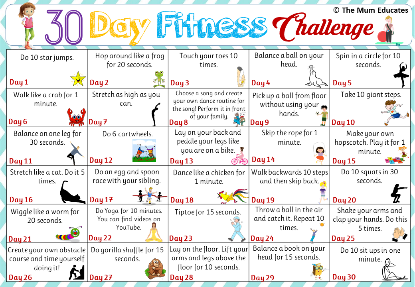 © The Mum Educates
30 Day Fitness Challenge
Do 10 star jumps.
Day 1
Hop around like a frog
for 20 seconds.
Day 2
Touch your toes 10
times.
Day 3
Balance a ball on your
head.
Day 4
Spin in a circle for 10
seconds.
Day 5
Walk like a crab for 1
minute.
Day 6
Stretch as high as you
can.
Day 7
Choose a song and create
your own dance routine for
the song! Perform it in front
of your family.
Day 8
Pick up a ball from floor
without using your
hands.
Day 9
Take 10 giant steps.
Day 10
Balance on one leg for
30 seconds.
Day 11
Do 6 cartwheels
Day 12
Lay on your back and
peddle your legs like
you are on a bike.
Day 13
Skip the rope for 1
minute.
Day 14
Make your own
hopscotch. Play it for 1
minute.
Day 15
Stretch like a cat. Do it 5
times.
Day 16
Do an egg and spoon
race with your sibling.
Day 17
Dance like a chicken for
1 minute.
Day 18
Walk backwards 10 steps
and then skip back.
Day 19
Do 10 squats in 30
seconds.
Day 20
Wiggle like a worm for
20 seconds.
Day 21
Do Yoga for 10 minutes.
You can find videos on
YouTube.
Day 22
Tiptoe for 15 seconds.
Day 23
Throw a ball in the air
and catch it. Repeat 10
times.
Day 24
Shake your arms and
clap your hands. Do this
5 times.
Day 25
Create your own obstacle
course and time yourself
doing it!
Day 26
Do gorilla shuffle for 15
seconds.
Day 27
Lay on the floor. Lift your
arms and legs above
the floor for 10 seconds.
Day 28
Balance a book on your
head for 15 seconds.
Day 29
Do 10 sit ups in one
minute.
Day 30